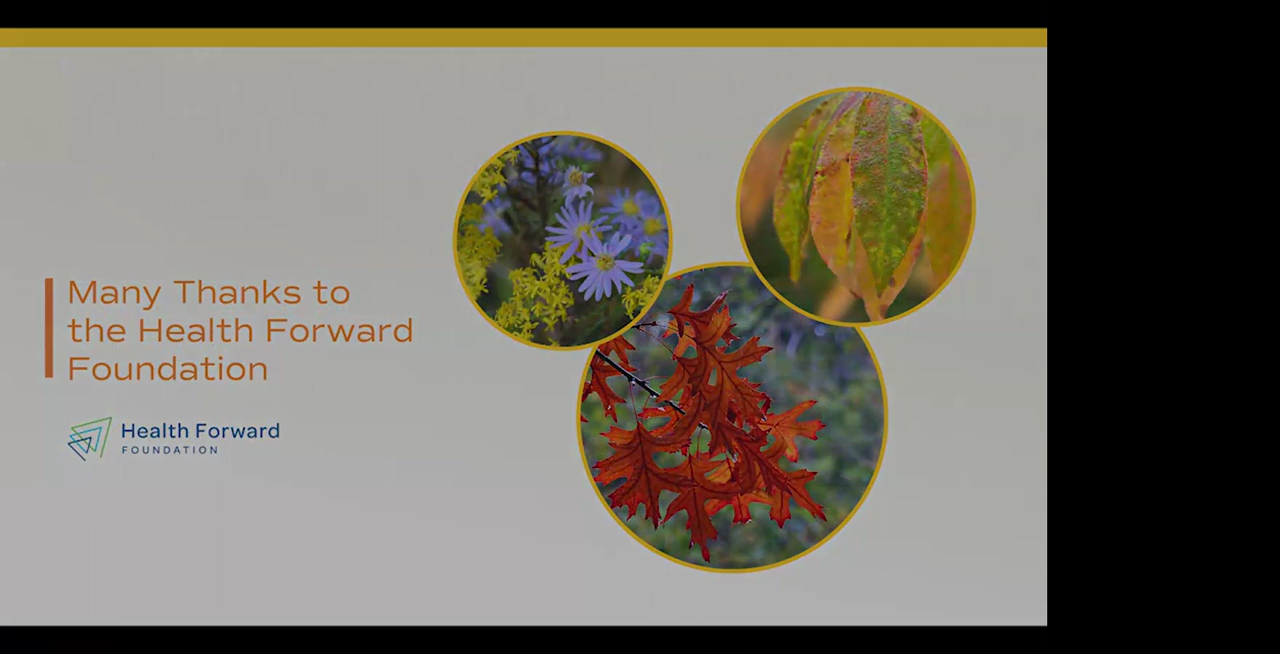 Many Thanks to
the Health Forward
Foundation
Health Forward
FOUNDATION